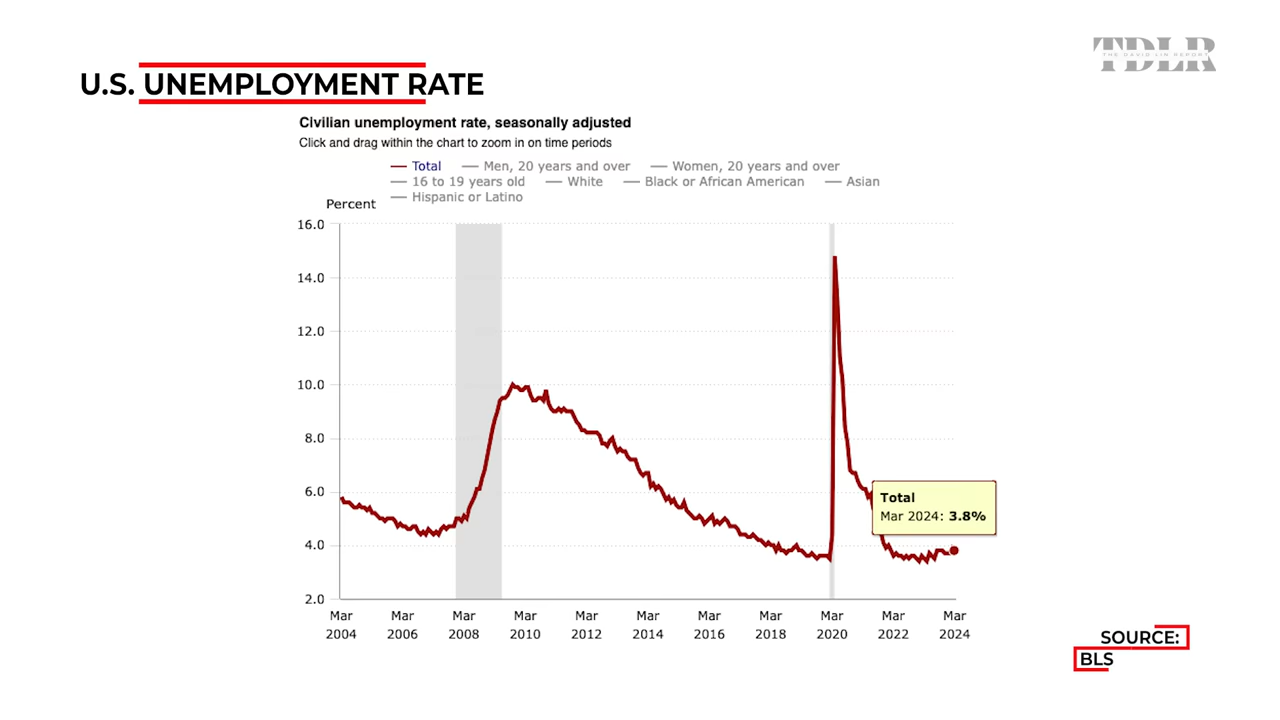 TDLR
THE DAVID LIN REPORT
U.S. UNEMPLOYMENT RATE
Civilian unemployment rate, seasonally adjusted
Click and drag within the chart to zoom in on time periods
Total Men, 20 years and over Women, 20 years and over
16 to 19 years old White Black or African American Asian
Hispanic or Latino
Percent
16.0
14.0
12.0
10.0
8.0
6.0
4.0
2.0
Total
Mar 2024: 3.8%
Mar Mar Mar Mar Mar Mar Mar Mar Mar Mar Mar
2004 2006 2008 2010 2012 2014 2016 2018 2020 2022 2024
SOURCE:
BLS